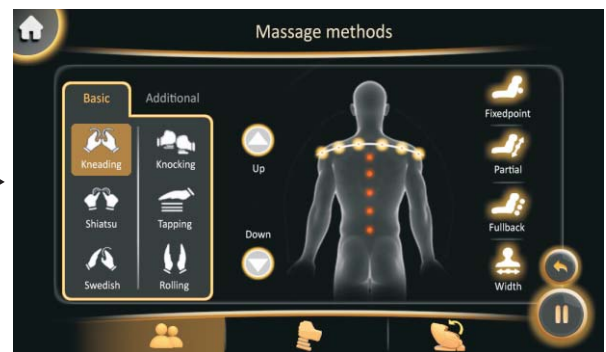 Massage methods
Basic
Additional
Kneading
Knocking
Shiatsu
Tapping
Swedish
Rolling
Up
Down
Fixedpoint
Partial
Fullback
Width